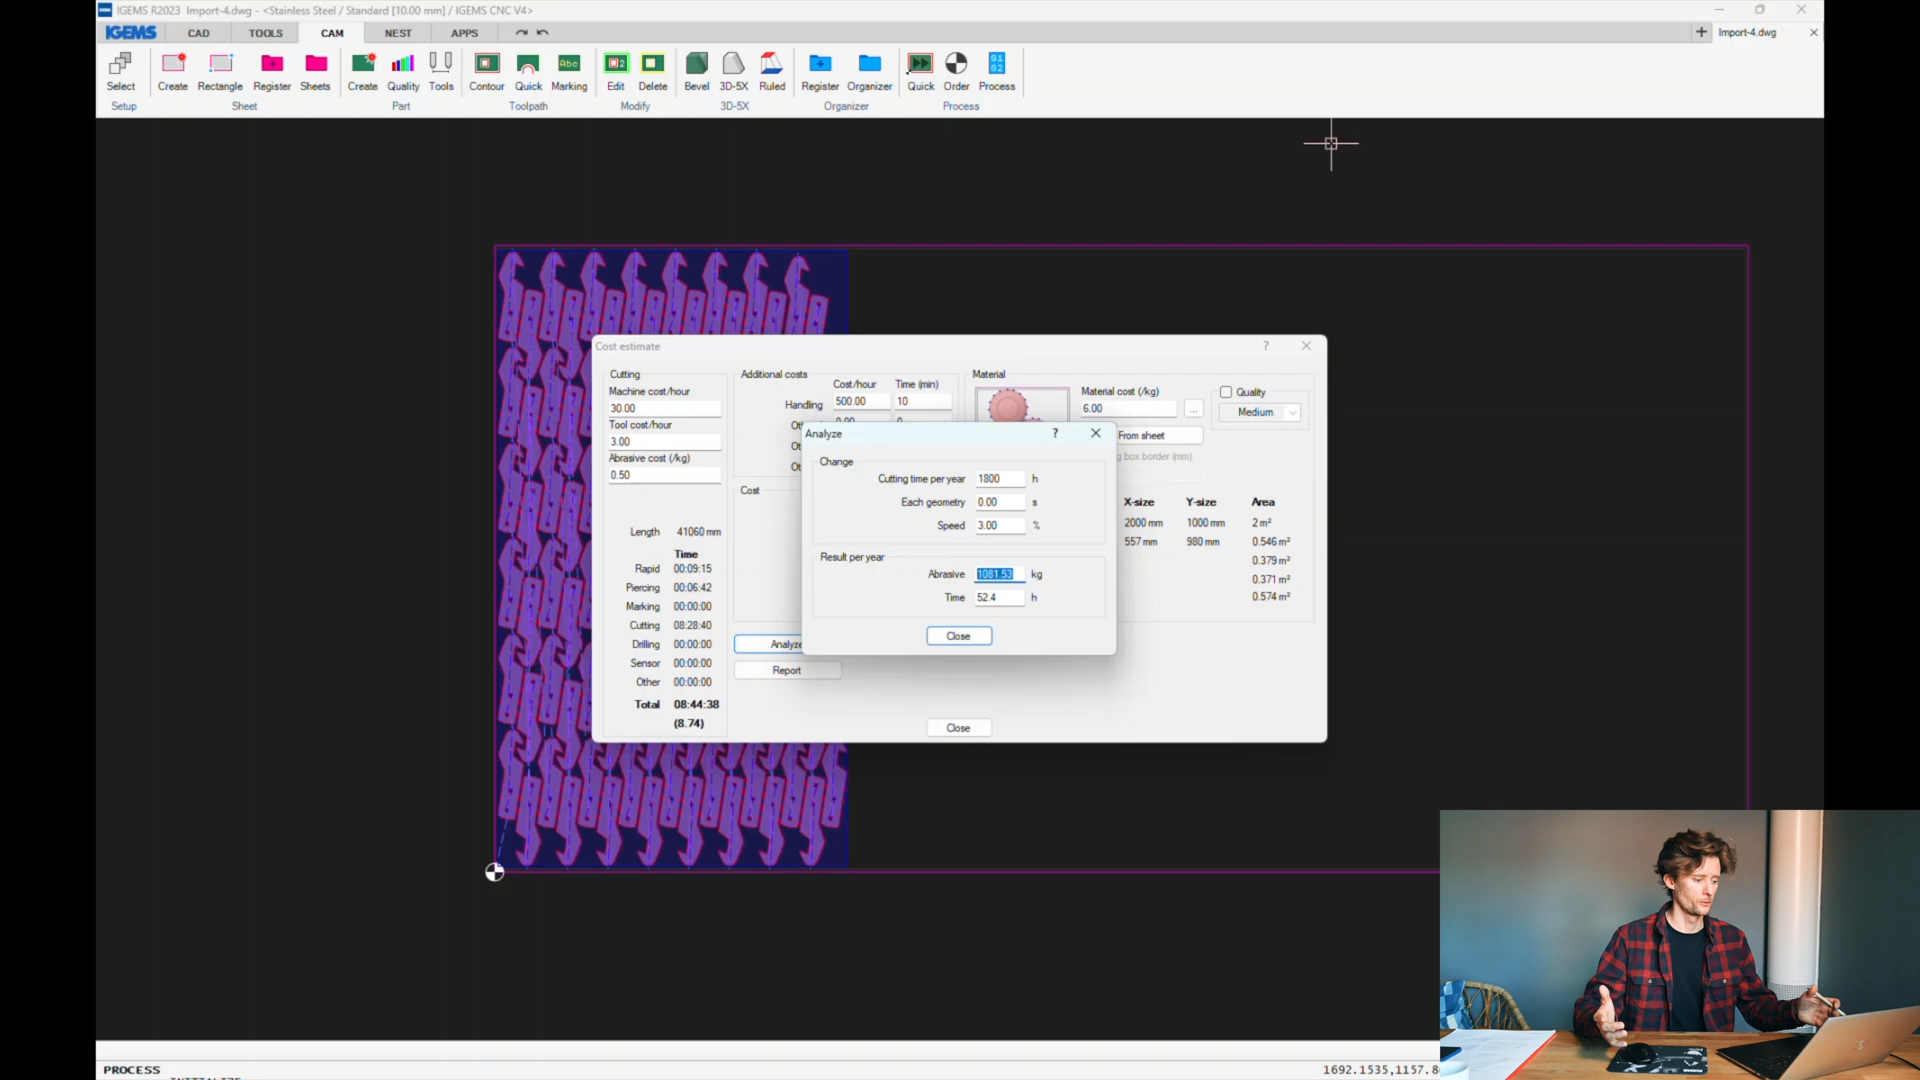 IGEMS R2023 Import-4.dwg - <Stainless Steel / Standard [10.00 mm] / IGEMS CNC V4>
IGEMS CAD TOOLS CAM NEST APPS + Import-4.dwg
Select Create Rectangle Register Sheets Create Quality Tools Contour Quick Marking Edit Delete Bevel 3D-5X Ruled Register Organizer Quick Order Process
Setup Sheet Part Toolpath Modify 3D-5X Organizer Process
Cost estimate ?
Cutting
Machine cost/hour
30.00
Tool cost/hour
3.00
Abrasive cost (/kg)
0.50
Length 41060 mm
Time
Rapid 00:09:15
Piercing 00:06:42
Marking 00:00:00
Cutting 08:28:40
Drilling 00:00:00
Sensor 00:00:00
Other 00:00:00
Total 08:44:38
(8.74)
Additional costs
Cost/hour Time (min)
Handling 500.00 10
Cost
Analyze
Report
Close
Material
Material cost (/kg)
6.00 ...
From sheet
g box border (mm)
Quality
Medium
X-size Y-size Area
2000 mm 1000 mm 2 m²
557 mm 980 mm 0.546 m²
0.379 m²
0.371 m²
0.574 m²
Analyze ?
Change
Cutting time per year 1800 h
Each geometry 0.00 s
Speed 3.00 %
Result per year
Abrasive 1081.53 kg
Time 52.4 h
Close
PROCESS
1692.1535,1157.8